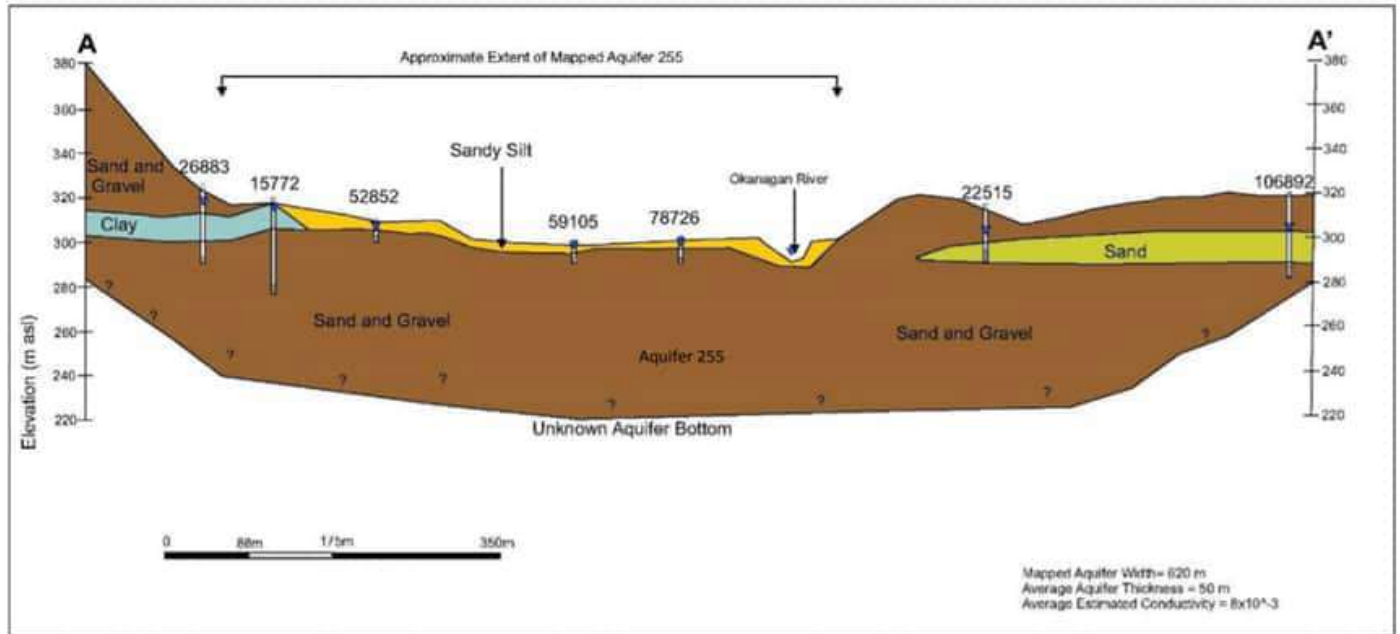 A
A'
Approximate Extent of Mapped Aquifer 255
380
360
340
320
300
280
260
240
220
Elevation (m asl)
380
360
340
320
300
280
260
240
220
Sand and
Gravel
26883
15772
52852
Sandy Silt
59105
78726
Okanagan River
22515
106892
Clay
Sand
Sand and Gravel
Sand and Gravel
Aquifer 255
?
?
?
?
?
?
?
?
?
Unknown Aquifer Bottom
0
88m
175m
350m
Mapped Aquifer Width= 620 m
Average Aquifer Thickness = 50 m
Average Estimated Conductivity = 8x10^-3